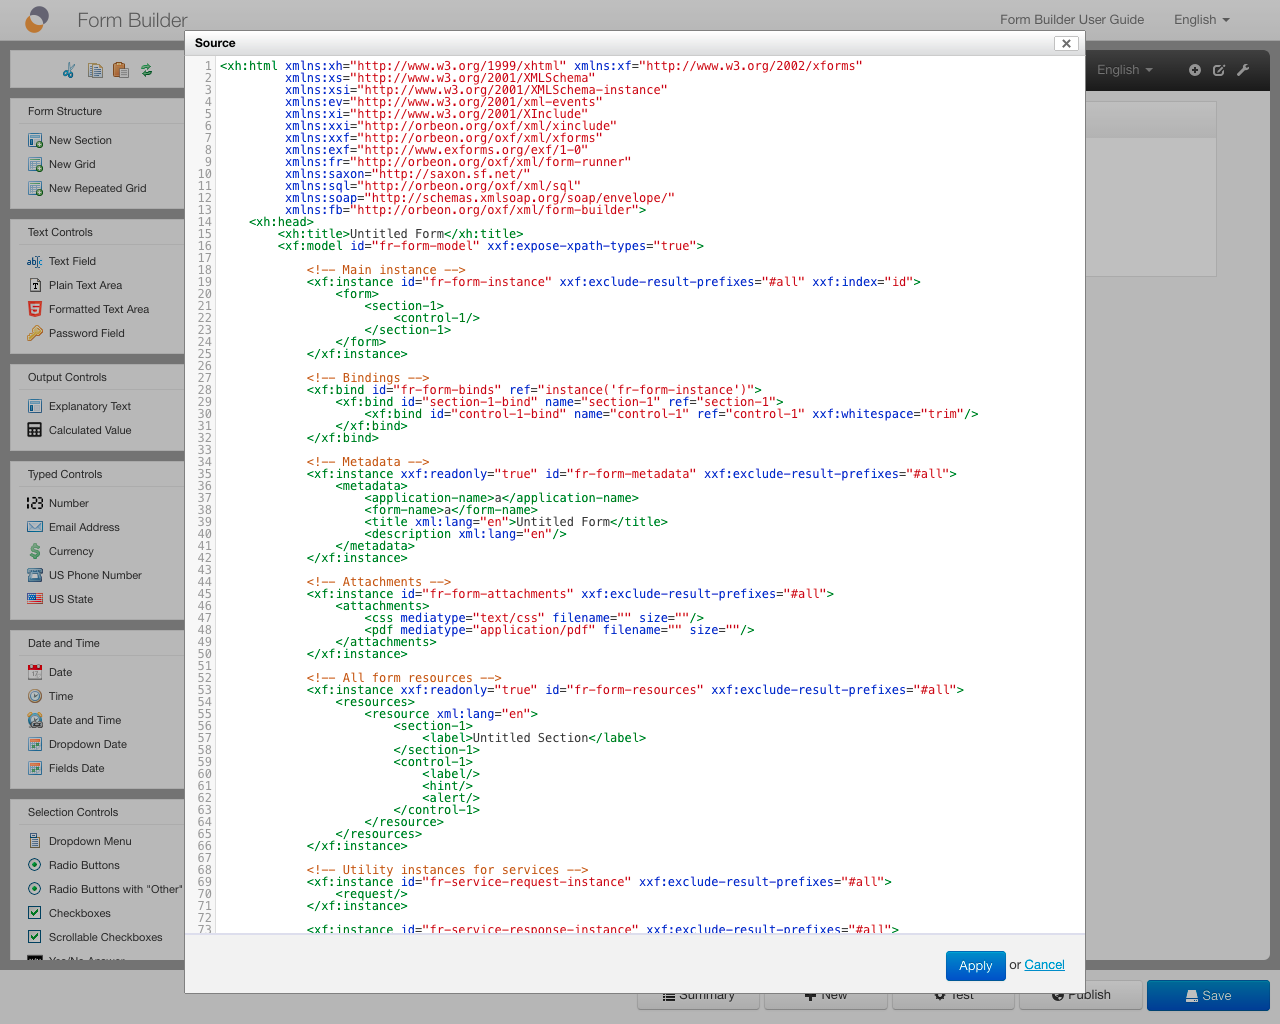 Form Builder
Form Builder User Guide
English
Source
English
Form Structure
New Section
New Grid
New Repeated Grid
Text Controls
Text Field
Plain Text Area
Formatted Text Area
Password Field
Output Controls
Explanatory Text
Calculated Value
Typed Controls
Number
Email Address
Currency
US Phone Number
US State
Date and Time
Date
Time
Date and Time
Dropdown Date
Fields Date
Selection Controls
Dropdown Menu
Radio Buttons
Radio Buttons with "Other"
Checkboxes
Scrollable Checkboxes
Yes/No Answer
1 <xh:html xmlns:xh="http://www.w3.org/1999/xhtml" xmlns:xf="http://www.w3.org/2002/xforms"
2 xmlns:xs="http://www.w3.org/2001/XMLSchema"
3 xmlns:xsi="http://www.w3.org/2001/XMLSchema-instance"
4 xmlns:ev="http://www.w3.org/2001/xml-events"
5 xmlns:xi="http://www.w3.org/2001/XInclude"
6 xmlns:xxi="http://orbeon.org/oxf/xml/xinclude"
7 xmlns:xxf="http://orbeon.org/oxf/xml/xforms"
8 xmlns:exf="http://www.exforms.org/exf/1-0"
9 xmlns:fr="http://orbeon.org/oxf/xml/form-runner"
10 xmlns:saxon="http://saxon.sf.net/"
11 xmlns:sql="http://orbeon.org/oxf/xml/sql"
12 xmlns:soap="http://schemas.xmlsoap.org/soap/envelope/"
13 xmlns:fb="http://orbeon.org/oxf/xml/form-builder">
14 <xh:head>
15 <xh:title>Untitled Form</xh:title>
16 <xf:model id="fr-form-model" xxf:expose-xpath-types="true">
17
18 <!-- Main instance -->
19 <xf:instance id="fr-form-instance" xxf:exclude-result-prefixes="#all" xxf:index="id">
20 <form>
21 <section-1>
22 <control-1/>
23 </section-1>
24 </form>
25 </xf:instance>
26
27 <!-- Bindings -->
28 <xf:bind id="fr-form-binds" ref="instance('fr-form-instance')">
29 <xf:bind id="section-1-bind" name="section-1" ref="section-1">
30 <xf:bind id="control-1-bind" name="control-1" ref="control-1" xxf:whitespace="trim"/>
31 </xf:bind>
32 </xf:bind>
33
34 <!-- Metadata -->
35 <xf:instance xxf:readonly="true" id="fr-form-metadata" xxf:exclude-result-prefixes="#all">
36 <metadata>
37 <application-name>a</application-name>
38 <form-name>a</form-name>
39 <title xml:lang="en">Untitled Form</title>
40 <description xml:lang="en"/>
41 </metadata>
42 </xf:instance>
43
44 <!-- Attachments -->
45 <xf:instance id="fr-form-attachments" xxf:exclude-result-prefixes="#all">
46 <attachments>
47 <css mediatype="text/css" filename="" size=""/>
48 <pdf mediatype="application/pdf" filename="" size=""/>
49 </attachments>
50 </xf:instance>
51
52 <!-- All form resources -->
53 <xf:instance xxf:readonly="true" id="fr-form-resources" xxf:exclude-result-prefixes="#all">
54 <resources>
55 <resource xml:lang="en">
56 <section-1>
57 <label>Untitled Section</label>
58 </section-1>
59 <control-1>
60 <label/>
61 <hint/>
62 <alert/>
63 </control-1>
64 </resource>
65 </resources>
66 </xf:instance>
67
68 <!-- Utility instances for services -->
69 <xf:instance id="fr-service-request-instance" xxf:exclude-result-prefixes="#all">
70 <request/>
71 </xf:instance>
72
73 <xf:instance id="fr-service-response-instance" xxf:exclude-result-prefixes="#all">
Apply or Cancel
Summary
New
Test
Publish
Save